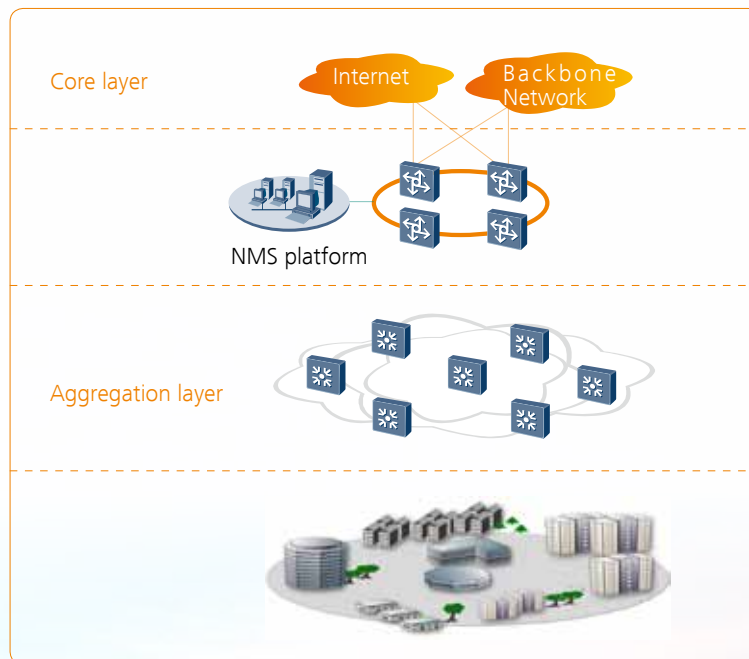 Core layer
Internet
Backbone
Network
NMS platform
Aggregation layer